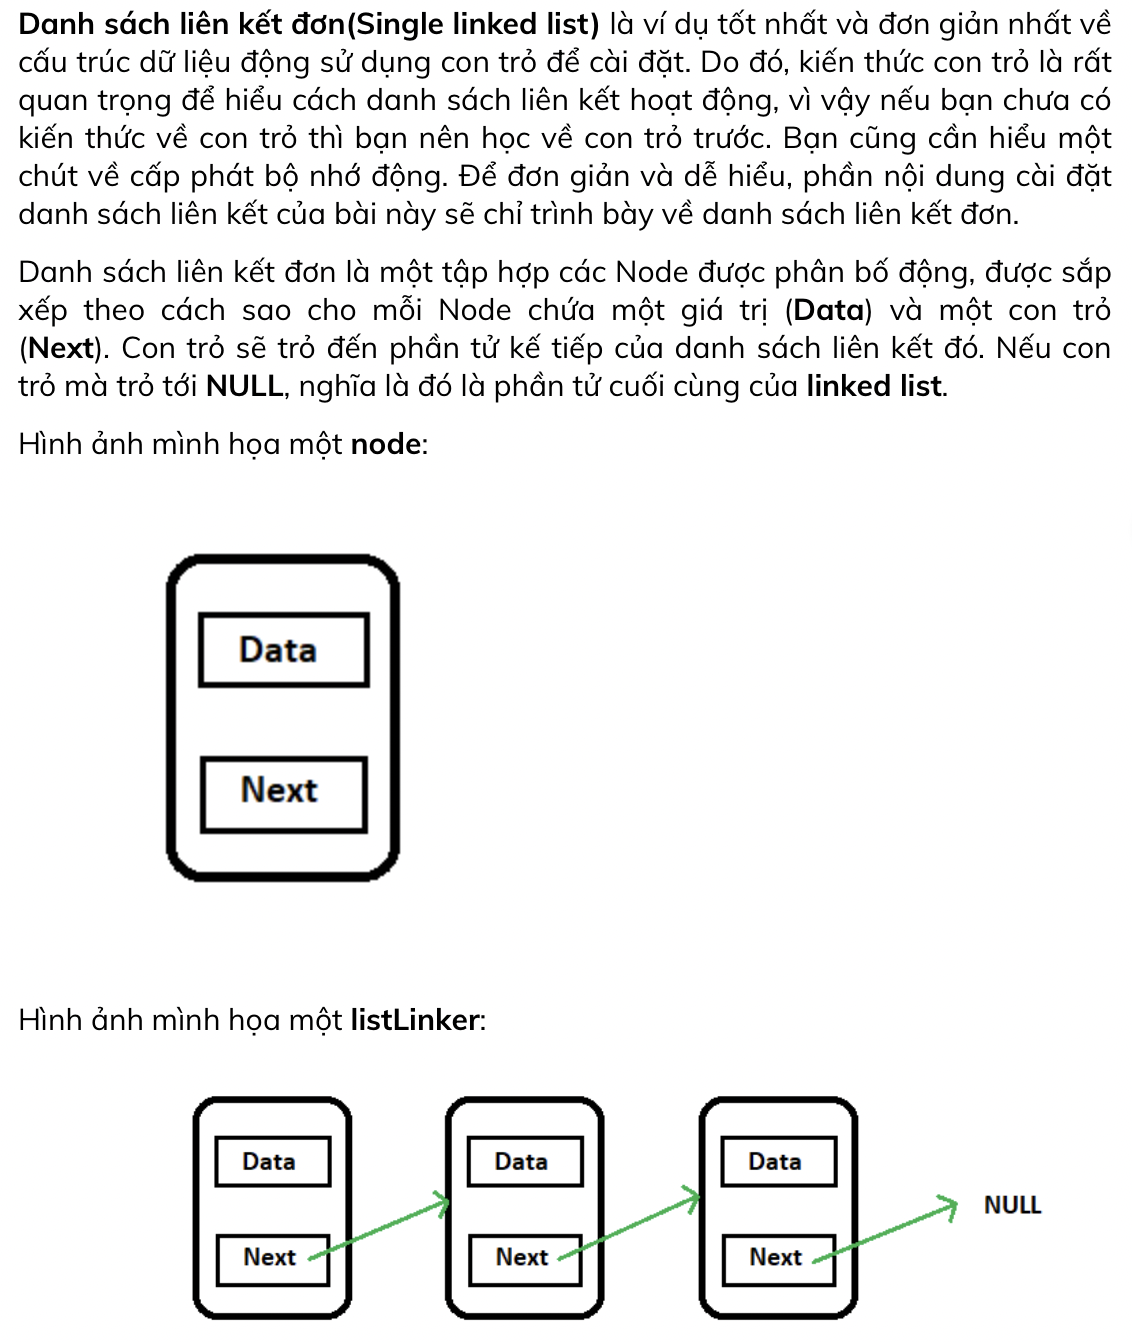 Danh sách liên kết đơn(Single linked list) là ví dụ tốt nhất và đơn giản nhất về
cấu trúc dữ liệu động sử dụng con trỏ để cài đặt. Do đó, kiến thức con trỏ là rất
quan trọng để hiểu cách danh sách liên kết hoạt động, vì vậy nếu bạn chưa có
kiến thức về con trỏ thì bạn nên học về con trỏ trước. Bạn cũng cần hiểu một
chút về cấp phát bộ nhớ động. Để đơn giản và dễ hiểu, phần nội dung cài đặt
danh sách liên kết của bài này sẽ chỉ trình bày về danh sách liên kết đơn.
Danh sách liên kết đơn là một tập hợp các Node được phân bố động, được sắp
xếp theo cách sao cho mỗi Node chứa một giá trị (Data) và một con trỏ
(Next). Con trỏ sẽ trỏ đến phần tử kế tiếp của danh sách liên kết đó. Nếu con
trỏ mà trỏ tới NULL, nghĩa là đó là phần tử cuối cùng của linked list.
Hình ảnh mình họa một node:
Data
Next
Hình ảnh mình họa một listLinker:
Data Data Data
NULL
Next Next Next